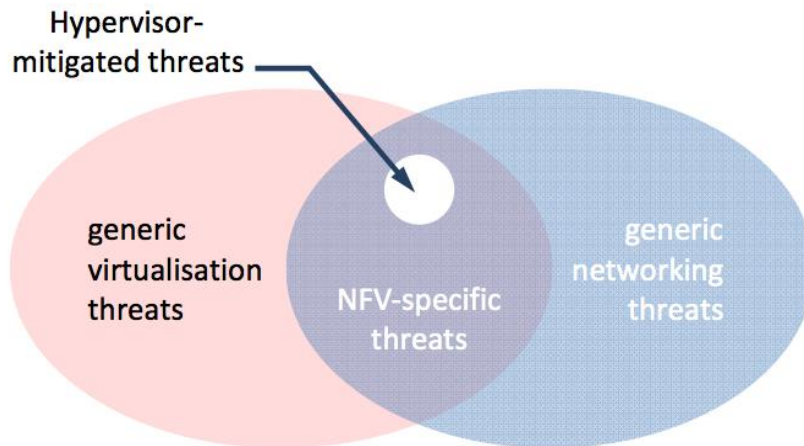 Hypervisor-
mitigated threats
generic
virtualisation
threats
NFV-specific
threats
generic
networking
threats